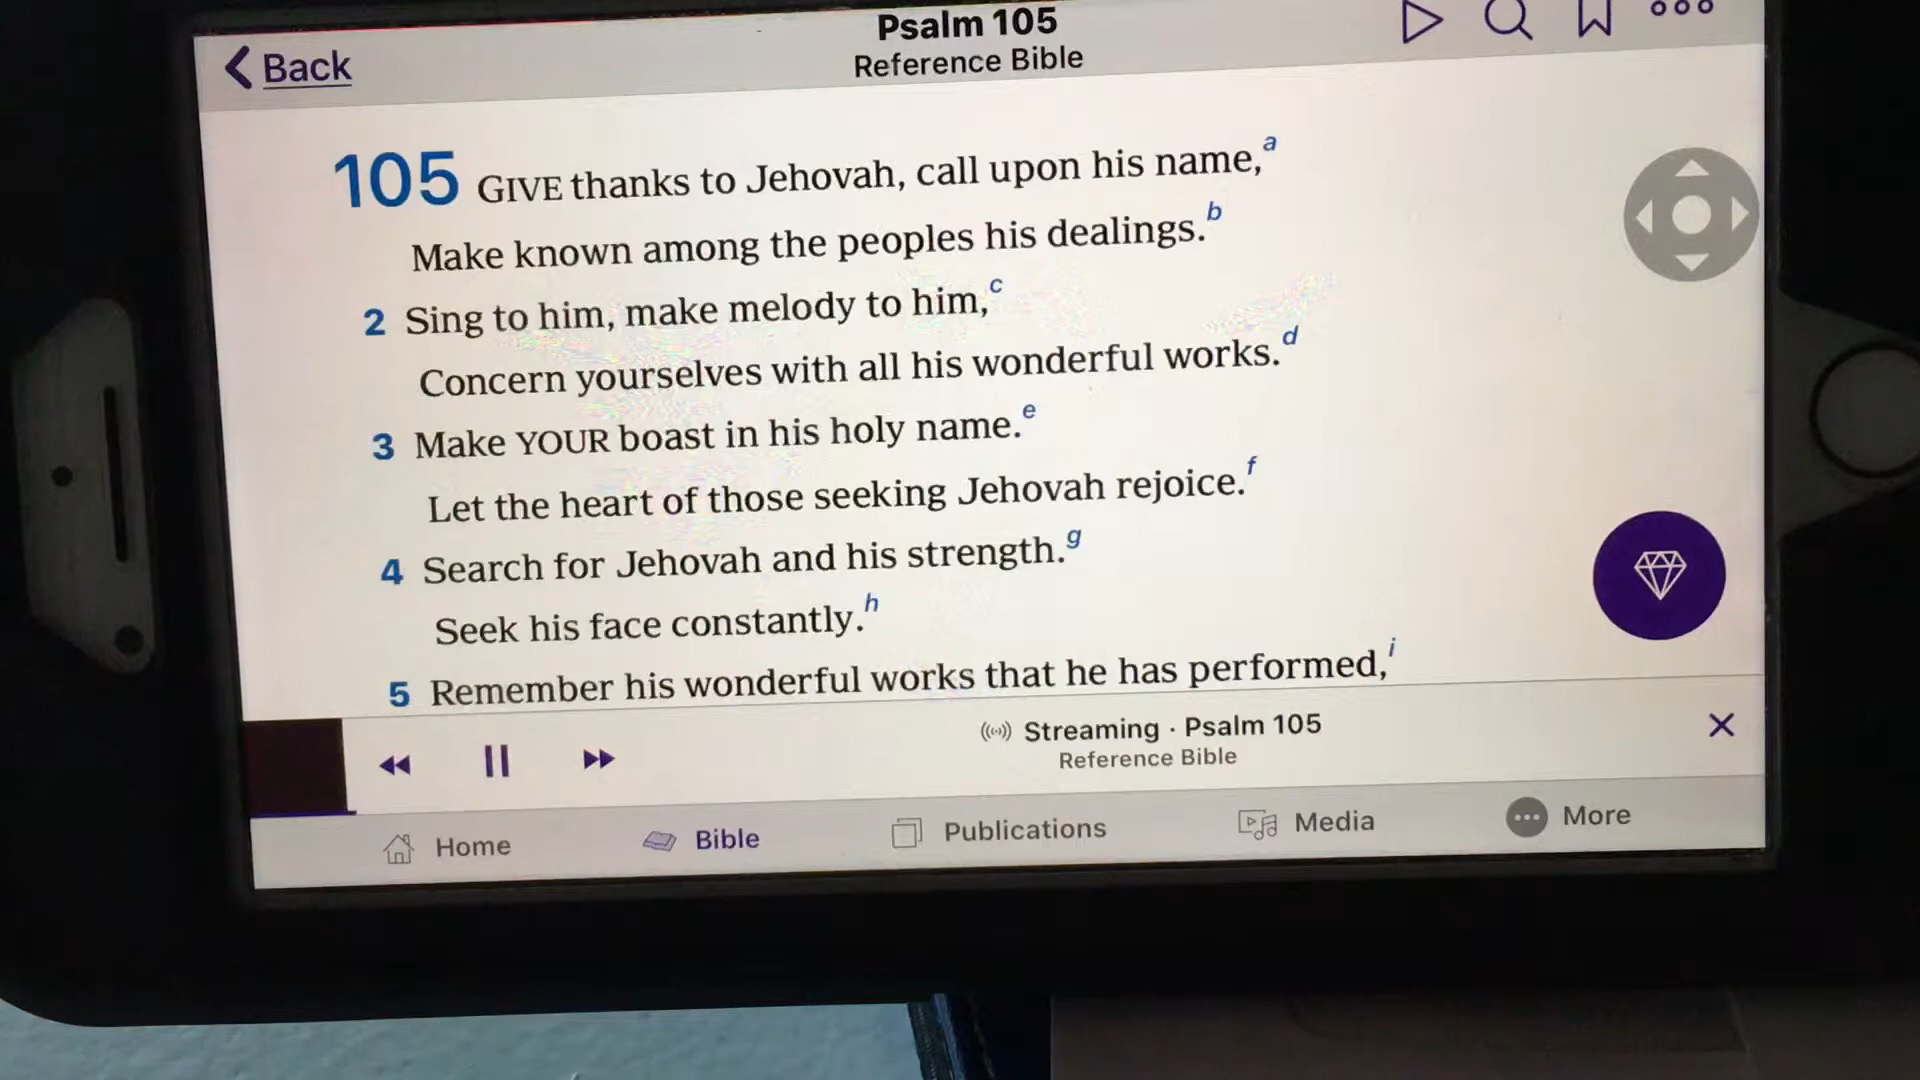 Psalm 105
Back
Reference Bible
105 GIVE thanks to Jehovah, call upon his name,a
Make known among the peoples his dealings.b
2 Sing to him, make melody to him,c
Concern yourselves with all his wonderful works.d
3 Make YOUR boast in his holy name.e
Let the heart of those seeking Jehovah rejoice.f
4 Search for Jehovah and his strength.g
Seek his face constantly.h
5 Remember his wonderful works that he has performed,i
Streaming · Psalm 105
Reference Bible
Home Bible Publications Media More